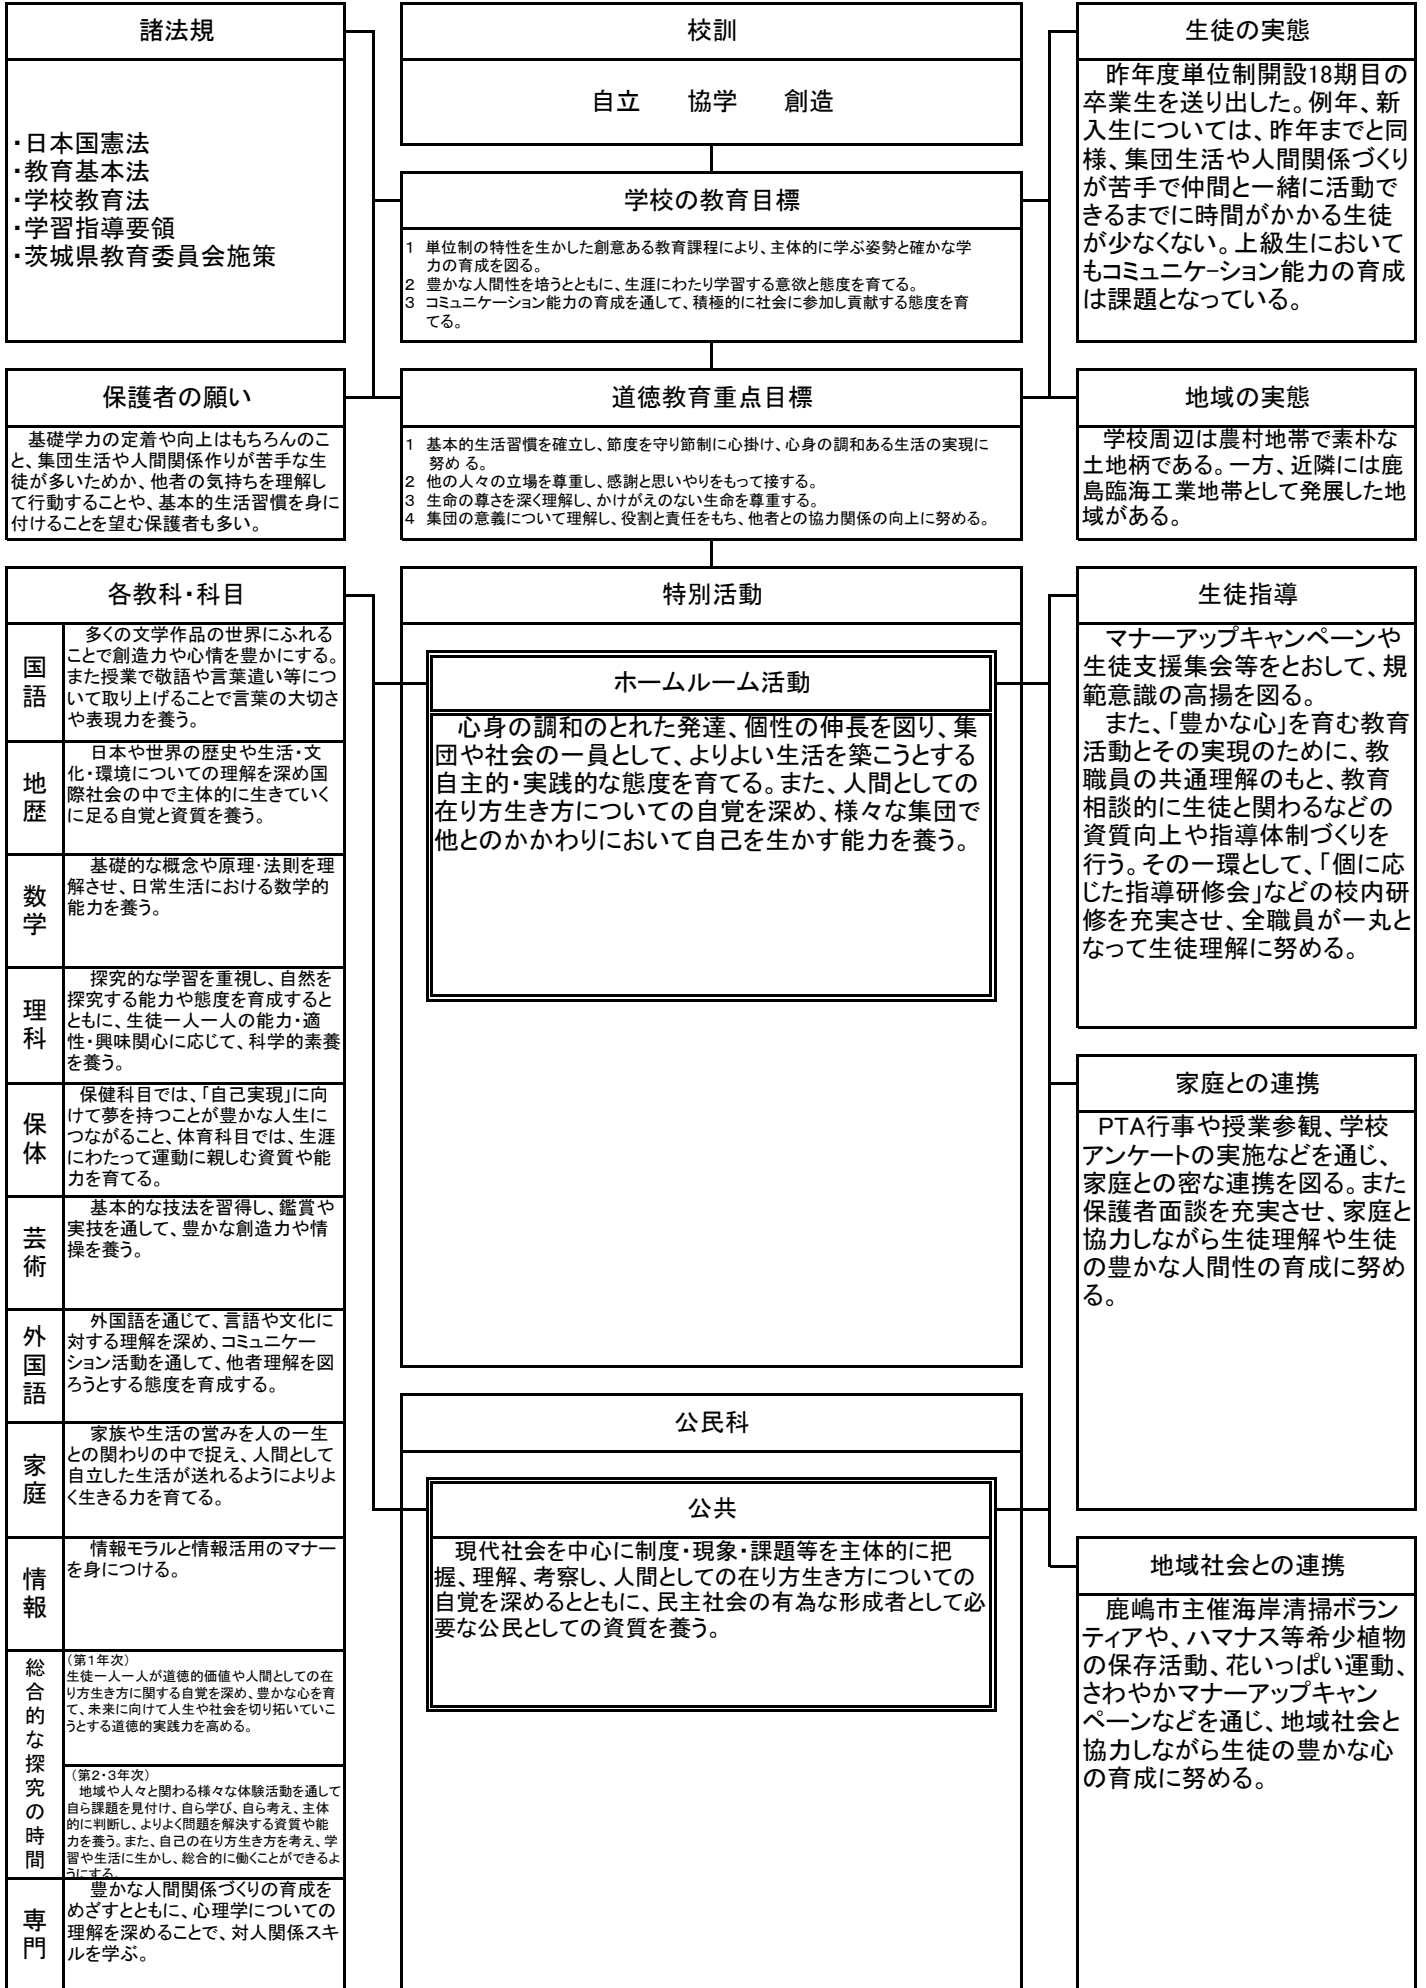 諸法規
・日本国憲法
・教育基本法
・学校教育法
・学習指導要領
・茨城県教育委員会施策
校訓
自立　協学　創造
生徒の実態
昨年度単位制開設18期目の
卒業生を送り出した。例年、新
入生については、昨年までと同
様、集団生活や人間関係づくり
が苦手で仲間と一緒に活動で
きるまでに時間がかかる生徒
が少なくない。上級生において
もコミュニケーション能力の育成
は課題となっている。
学校の教育目標
1 単位制の特性を生かした創意ある教育課程により、主体的に学ぶ姿勢と確かな学
力の育成を図る。
2 豊かな人間性を培うとともに、生涯にわたり学習する意欲と態度を育てる。
3 コミュニケーション能力の育成を通して、積極的に社会に参加し貢献する態度を育
てる。
保護者の願い
基礎学力の定着や向上はもちろんのこ
と、集団生活や人間関係作りが苦手な生
徒が多いためか、他者の気持ちを理解し
て行動することや、基本的生活習慣を身に
付けることを望む保護者も多い。
道徳教育重点目標
1 基本的生活習慣を確立し、節度を守り節制に心掛け、心身の調和ある生活の実現に
努め る。
2 他の人々の立場を尊重し、感謝と思いやりをもって接する。
3 生命の尊さを深く理解し、かけがえのない生命を尊重する。
4 集団の意義について理解し、役割と責任をもち、他者との協力関係の向上に努める。
地域の実態
学校周辺は農村地帯で素朴な
土地柄である。一方、近隣には鹿
島臨海工業地帯として発展した地
域がある。
各教科・科目
国語
多くの文学作品の世界にふれる
ことで創造力や心情を豊かにする。
また授業で敬語や言葉遣い等につ
いて取り上げることで言葉の大切さ
や表現力を養う。
地歴
日本や世界の歴史や生活・文
化・環境についての理解を深め国
際社会の中で主体的に生きていく
に足る自覚と資質を養う。
数学
基礎的な概念や原理・法則を理
解させ、日常生活における数学的
能力を養う。
理科
探究的な学習を重視し、自然を
探究する能力や態度を育成すると
ともに、生徒一人一人の能力・適
性・興味関心に応じて、科学的素養
を養う。
保体
保健科目では、「自己実現」に向
けて夢を持つことが豊かな人生に
つながること、体育科目では、生涯
にわたって運動に親しむ資質や能
力を育てる。
芸術
基本的な技法を習得し、鑑賞や
実技を通して、豊かな創造力や情
操を養う。
外国語
外国語を通じて、言語や文化に
対する理解を深め、コミュニケー
ション活動を通して、他者理解を図
ろうとする態度を育成する。
家庭
家族や生活の営みを人の一生
との関わりの中で捉え、人間として
自立した生活が送れるようによりよ
く生きる力を育てる。
情報
情報モラルと情報活用のマナー
を身につける。
総合的な探究の時間
(第1年次)
生徒一人一人が道徳的価値や人間としての在
り方生き方に関する自覚を深め、豊かな心を育
て、未来に向けて人生や社会を切り拓いていこ
うとする道徳的実践力を高める。
(第2・3年次)
地域や人々と関わる様々な体験活動を通して
自ら課題を見付け、自ら学び、自ら考え、主体
的に判断し、よりよく問題を解決する資質や能
力を養う。また、自己の在り方生き方を考え、学
習や生活に生かし、総合的に働くことができるよ
うにする。
専門
豊かな人間関係づくりの育成を
めざすとともに、心理学についての
理解を深めることで、対人関係スキ
ルを学ぶ。
特別活動
ホームルーム活動
心身の調和のとれた発達、個性の伸長を図り、集
団や社会の一員として、よりよい生活を築こうとする
自主的・実践的な態度を育てる。また、人間としての
在り方生き方についての自覚を深め、様々な集団で
他とのかかわりにおいて自己を生かす能力を養う。
公民科
公共
現代社会を中心に制度・現象・課題等を主体的に把
握、理解、考察し、人間としての在り方生き方についての
自覚を深めるとともに、民主社会の有為な形成者として必
要な公民としての資質を養う。
生徒指導
マナーアップキャンペーンや
生徒支援集会等をとおして、規
範意識の高揚を図る。
また、「豊かな心」を育む教育
活動とその実現のために、教
職員の共通理解のもと、教育
相談的に生徒と関わるなどの
資質向上や指導体制づくりを
行う。その一環として、「個に応
じた指導研修会」などの校内研
修を充実させ、全職員が一丸と
なって生徒理解に努める。
家庭との連携
PTA行事や授業参観、学校
アンケートの実施などを通じ、
家庭との密な連携を図る。また
保護者面談を充実させ、家庭と
協力しながら生徒理解や生徒
の豊かな人間性の育成に努め
る。
地域社会との連携
鹿嶋市主催海岸清掃ボラン
ティアや、ハマナス等希少植物
の保存活動、花いっぱい運動、
さわやかマナーアップキャン
ペーンなどを通じ、地域社会と
協力しながら生徒の豊かな心
の育成に努める。